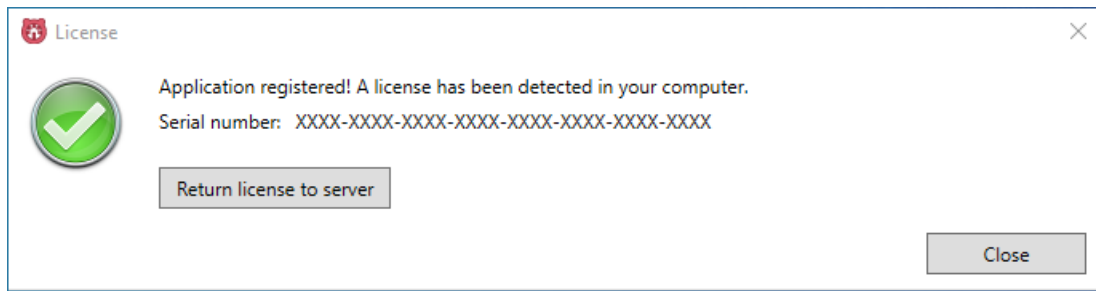 License
Application registered! A license has been detected in your computer.
Serial number: XXXX-XXXX-XXXX-XXXX-XXXX-XXXX-XXXX-XXXX
Return license to server
Close